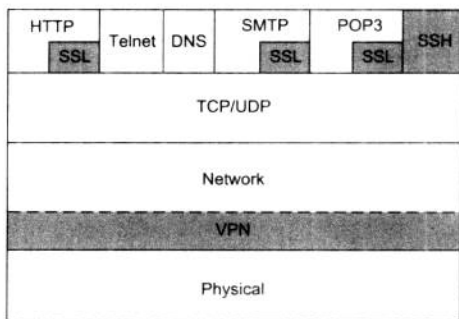 HTTP
SSL
Telnet
DNS
SMTP
SSL
POP3
SSL
SSH
TCP/UDP
Network
VPN
Physical